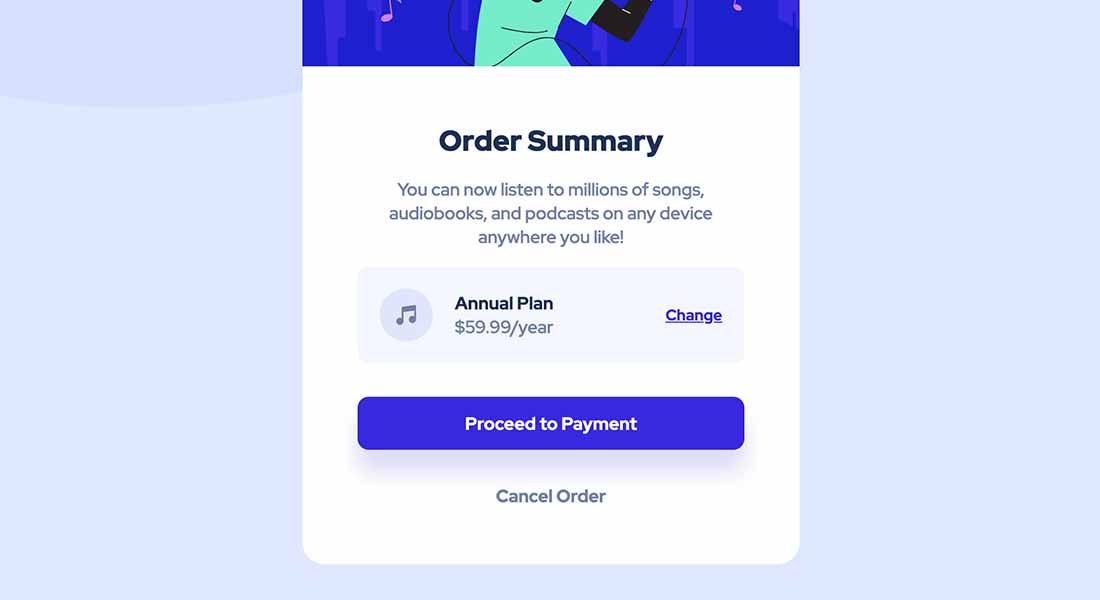 Order Summary
You can now listen to millions of songs,
audiobooks, and podcasts on any device
anywhere you like!
Annual Plan
$59.99/year
Change
Proceed to Payment
Cancel Order